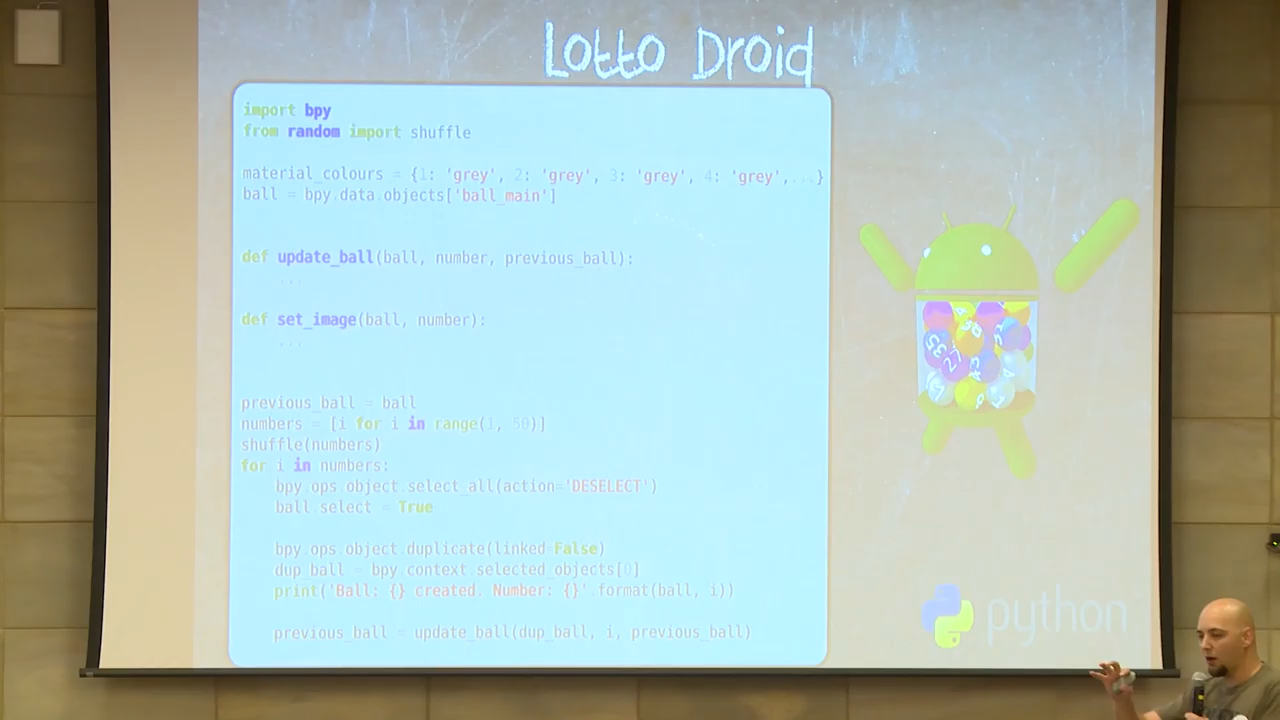 Lotto Droid
import bpy
from random import shuffle
material_colours = {1: 'grey', 2: 'grey', 3: 'grey', 4: 'grey',...}
ball = bpy.data.objects['ball_main']
def update_ball(ball, number, previous_ball):
...
def set_image(ball, number):
...
previous_ball = ball
numbers = [i for i in range(1, 50)]
shuffle(numbers)
for i in numbers:
bpy.ops.object.select_all(action='DESELECT')
ball.select = True
bpy.ops.object.duplicate(linked=False)
dup_ball = bpy.context.selected_objects[0]
print('Ball: {} created. Number: {}'.format(ball, i))
previous_ball = update_ball(dup_ball, i, previous_ball)
35
27
python